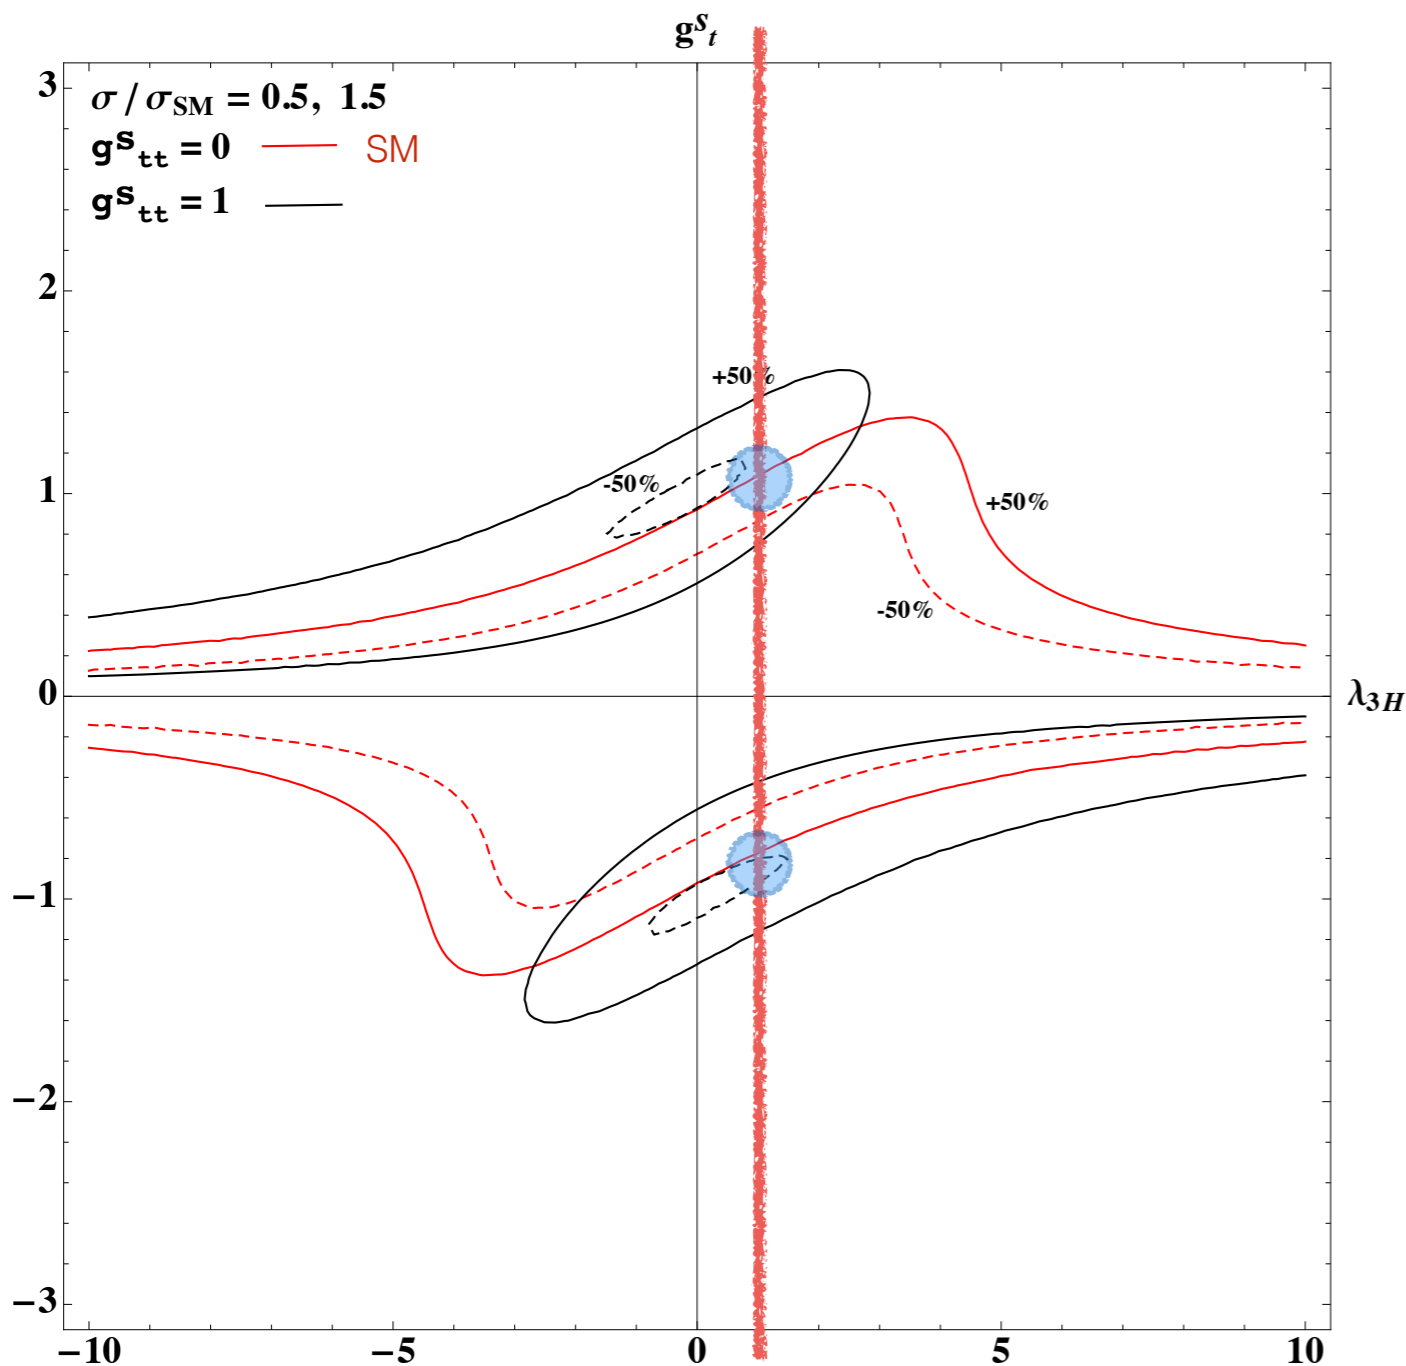 g^S_t
σ / σ_SM = 0.5, 1.5
g^S_tt = 0 SM
g^S_tt = 1
3
2
1
0
−1
−2
−3
+50%
-50%
+50%
-50%
λ_3H
−10 −5 0 5 10